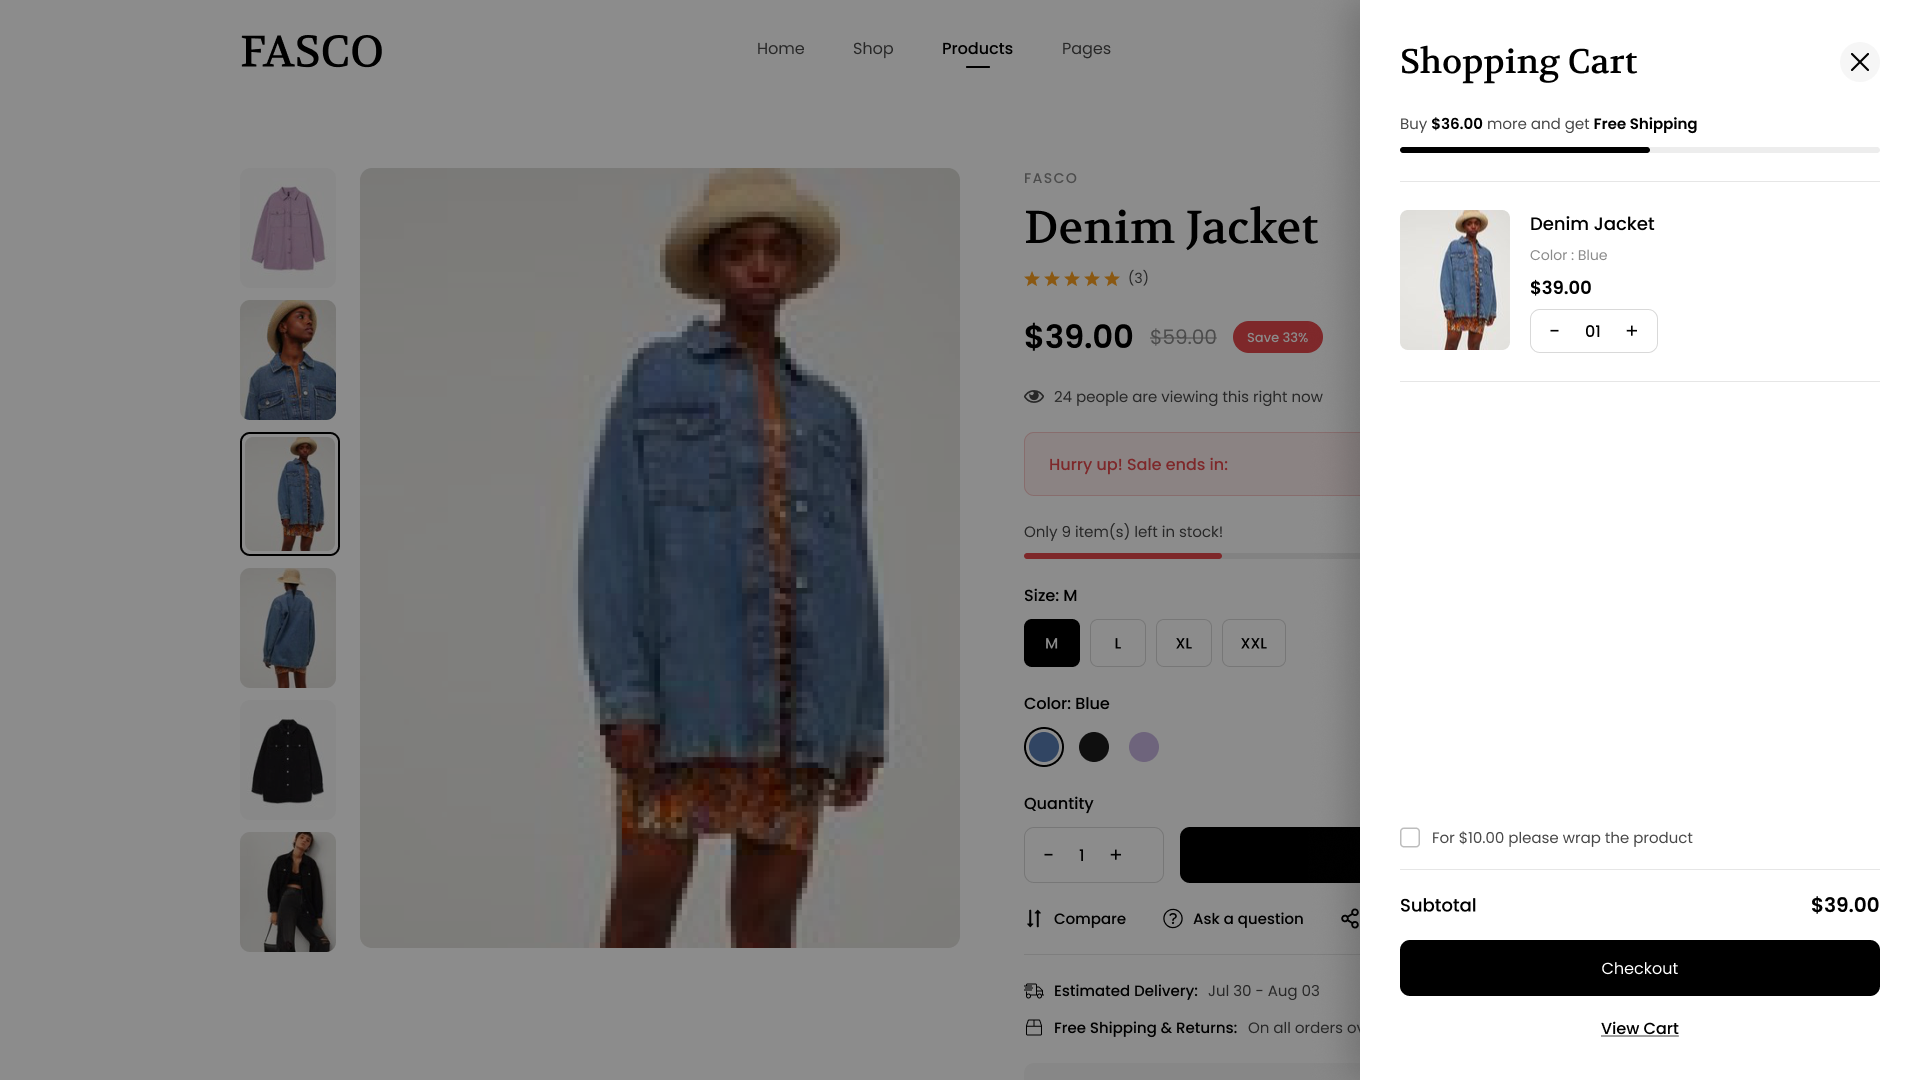 FASCO
Home
Shop
Products
Pages
FASCO
Denim Jacket
(3)
$39.00 $59.00 Save 33%
24 people are viewing this right now
Hurry up! Sale ends in:
Only 9 item(s) left in stock!
Size: M
M L XL XXL
Color: Blue
Quantity
- 1 +
Compare
Ask a question
Estimated Delivery: Jul 30 - Aug 03
Free Shipping & Returns: On all orders
Shopping Cart
Buy $36.00 more and get Free Shipping
Denim Jacket
Color : Blue
$39.00
- 01 +
For $10.00 please wrap the product
Subtotal $39.00
Checkout
View Cart